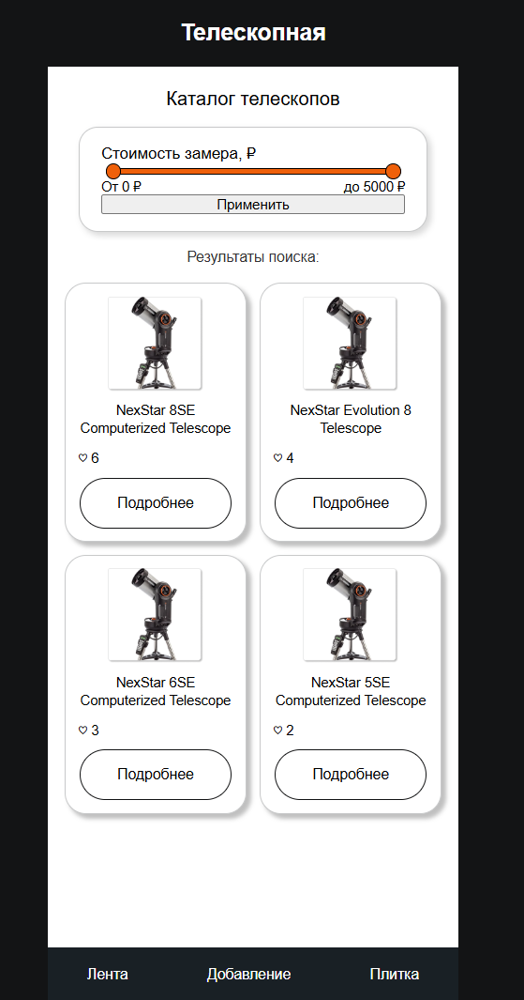 Телескопная
Каталог телескопов
Стоимость замера, ₽
От 0 ₽ до 5000 ₽
Применить
Результаты поиска:
NexStar 8SE
Computerized Telescope
♡ 6
Подробнее
NexStar Evolution 8
Telescope
♡ 4
Подробнее
NexStar 6SE
Computerized Telescope
♡ 3
Подробнее
NexStar 5SE
Computerized Telescope
♡ 2
Подробнее
Лента Добавление Плитка